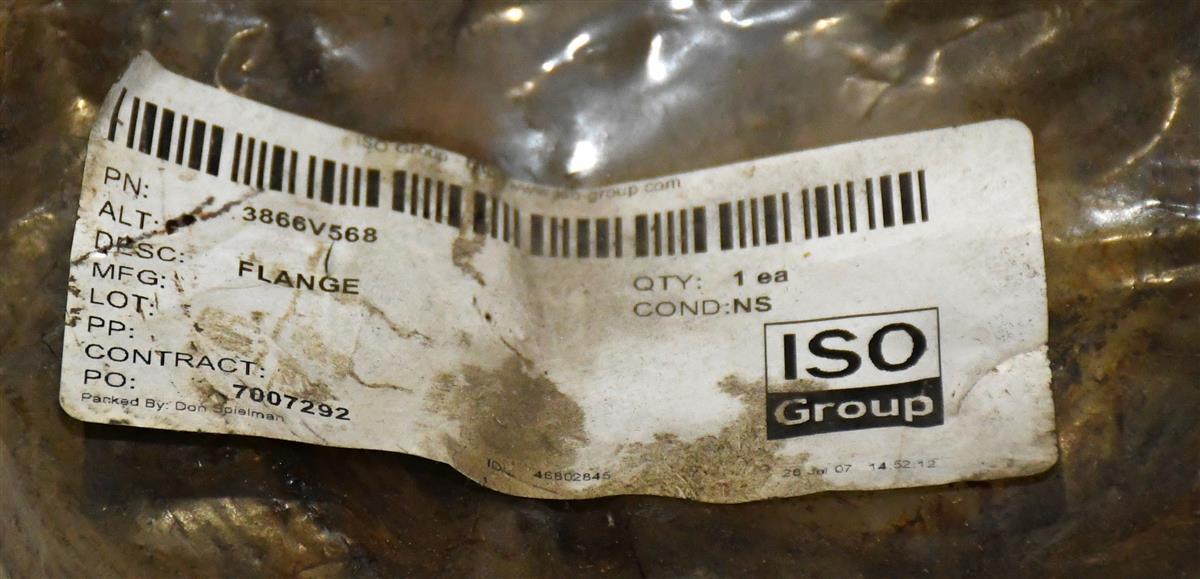 ISO Group www.iso-group.com
PN: 3866V568
ALT:
DESC: FLANGE
MFG:
LOT:
PP:
CONTRACT:
PO: 7007292
Packed By: Don Spielman
QTY: 1 ea
COND:NS
ISO
Group
ID: 46802845
26 Jul 07 14:52:12